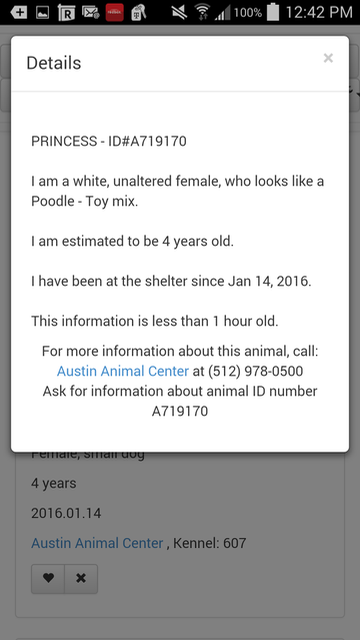 100% 12:42 PM
Details ×
PRINCESS - ID#A719170
I am a white, unaltered female, who looks like a
Poodle - Toy mix.
I am estimated to be 4 years old.
I have been at the shelter since Jan 14, 2016.
This information is less than 1 hour old.
For more information about this animal, call:
Austin Animal Center at (512) 978-0500
Ask for information about animal ID number
A719170
Female, small dog
4 years
2016.01.14
Austin Animal Center , Kennel: 607